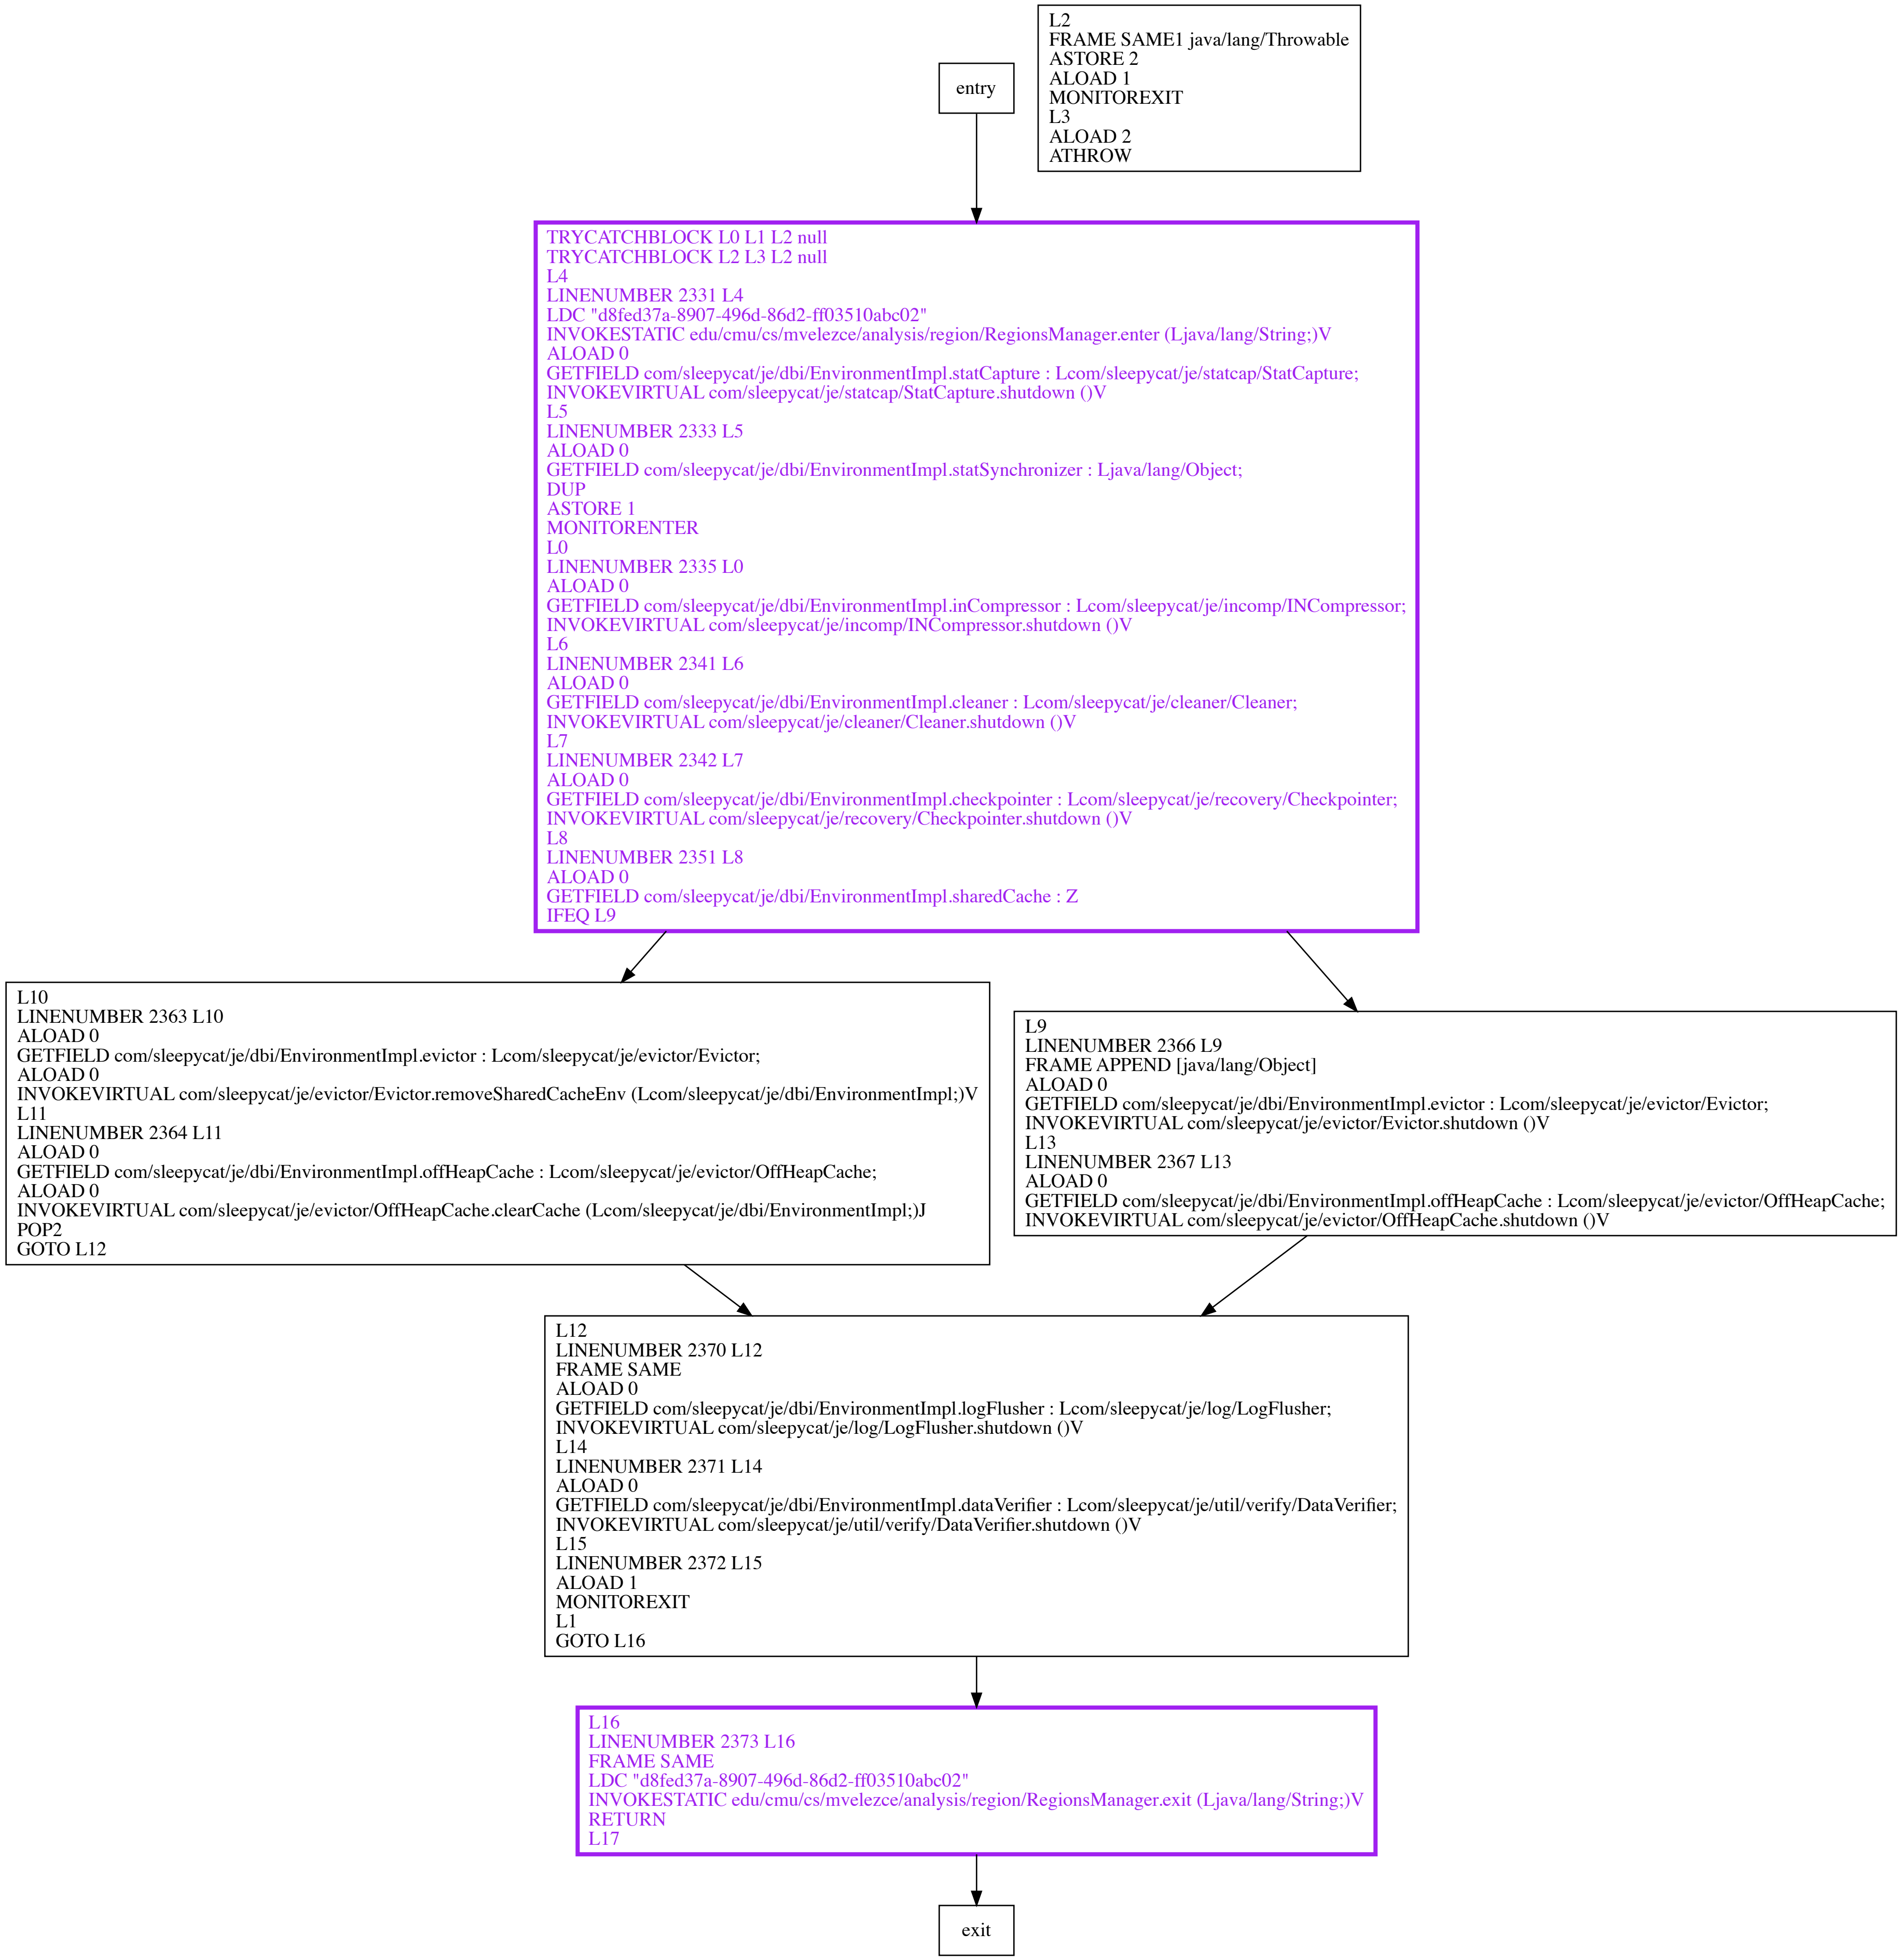 L2
FRAME SAME1 java/lang/Throwable
ASTORE 2
ALOAD 1
MONITOREXIT
L3
ALOAD 2
ATHROW
entry
TRYCATCHBLOCK L0 L1 L2 null
TRYCATCHBLOCK L2 L3 L2 null
L4
LINENUMBER 2331 L4
LDC "d8fed37a-8907-496d-86d2-ff03510abc02"
INVOKESTATIC edu/cmu/cs/mvelezce/analysis/region/RegionsManager.enter (Ljava/lang/String;)V
ALOAD 0
GETFIELD com/sleepycat/je/dbi/EnvironmentImpl.statCapture : Lcom/sleepycat/je/statcap/StatCapture;
INVOKEVIRTUAL com/sleepycat/je/statcap/StatCapture.shutdown ()V
L5
LINENUMBER 2333 L5
ALOAD 0
GETFIELD com/sleepycat/je/dbi/EnvironmentImpl.statSynchronizer : Ljava/lang/Object;
DUP
ASTORE 1
MONITORENTER
L0
LINENUMBER 2335 L0
ALOAD 0
GETFIELD com/sleepycat/je/dbi/EnvironmentImpl.inCompressor : Lcom/sleepycat/je/incomp/INCompressor;
INVOKEVIRTUAL com/sleepycat/je/incomp/INCompressor.shutdown ()V
L6
LINENUMBER 2341 L6
ALOAD 0
GETFIELD com/sleepycat/je/dbi/EnvironmentImpl.cleaner : Lcom/sleepycat/je/cleaner/Cleaner;
INVOKEVIRTUAL com/sleepycat/je/cleaner/Cleaner.shutdown ()V
L7
LINENUMBER 2342 L7
ALOAD 0
GETFIELD com/sleepycat/je/dbi/EnvironmentImpl.checkpointer : Lcom/sleepycat/je/recovery/Checkpointer;
INVOKEVIRTUAL com/sleepycat/je/recovery/Checkpointer.shutdown ()V
L8
LINENUMBER 2351 L8
ALOAD 0
GETFIELD com/sleepycat/je/dbi/EnvironmentImpl.sharedCache : Z
IFEQ L9
L10
LINENUMBER 2363 L10
ALOAD 0
GETFIELD com/sleepycat/je/dbi/EnvironmentImpl.evictor : Lcom/sleepycat/je/evictor/Evictor;
ALOAD 0
INVOKEVIRTUAL com/sleepycat/je/evictor/Evictor.removeSharedCacheEnv (Lcom/sleepycat/je/dbi/EnvironmentImpl;)V
L11
LINENUMBER 2364 L11
ALOAD 0
GETFIELD com/sleepycat/je/dbi/EnvironmentImpl.offHeapCache : Lcom/sleepycat/je/evictor/OffHeapCache;
ALOAD 0
INVOKEVIRTUAL com/sleepycat/je/evictor/OffHeapCache.clearCache (Lcom/sleepycat/je/dbi/EnvironmentImpl;)J
POP2
GOTO L12
L9
LINENUMBER 2366 L9
FRAME APPEND [java/lang/Object]
ALOAD 0
GETFIELD com/sleepycat/je/dbi/EnvironmentImpl.evictor : Lcom/sleepycat/je/evictor/Evictor;
INVOKEVIRTUAL com/sleepycat/je/evictor/Evictor.shutdown ()V
L13
LINENUMBER 2367 L13
ALOAD 0
GETFIELD com/sleepycat/je/dbi/EnvironmentImpl.offHeapCache : Lcom/sleepycat/je/evictor/OffHeapCache;
INVOKEVIRTUAL com/sleepycat/je/evictor/OffHeapCache.shutdown ()V
L12
LINENUMBER 2370 L12
FRAME SAME
ALOAD 0
GETFIELD com/sleepycat/je/dbi/EnvironmentImpl.logFlusher : Lcom/sleepycat/je/log/LogFlusher;
INVOKEVIRTUAL com/sleepycat/je/log/LogFlusher.shutdown ()V
L14
LINENUMBER 2371 L14
ALOAD 0
GETFIELD com/sleepycat/je/dbi/EnvironmentImpl.dataVerifier : Lcom/sleepycat/je/util/verify/DataVerifier;
INVOKEVIRTUAL com/sleepycat/je/util/verify/DataVerifier.shutdown ()V
L15
LINENUMBER 2372 L15
ALOAD 1
MONITOREXIT
L1
GOTO L16
L16
LINENUMBER 2373 L16
FRAME SAME
LDC "d8fed37a-8907-496d-86d2-ff03510abc02"
INVOKESTATIC edu/cmu/cs/mvelezce/analysis/region/RegionsManager.exit (Ljava/lang/String;)V
RETURN
L17
exit